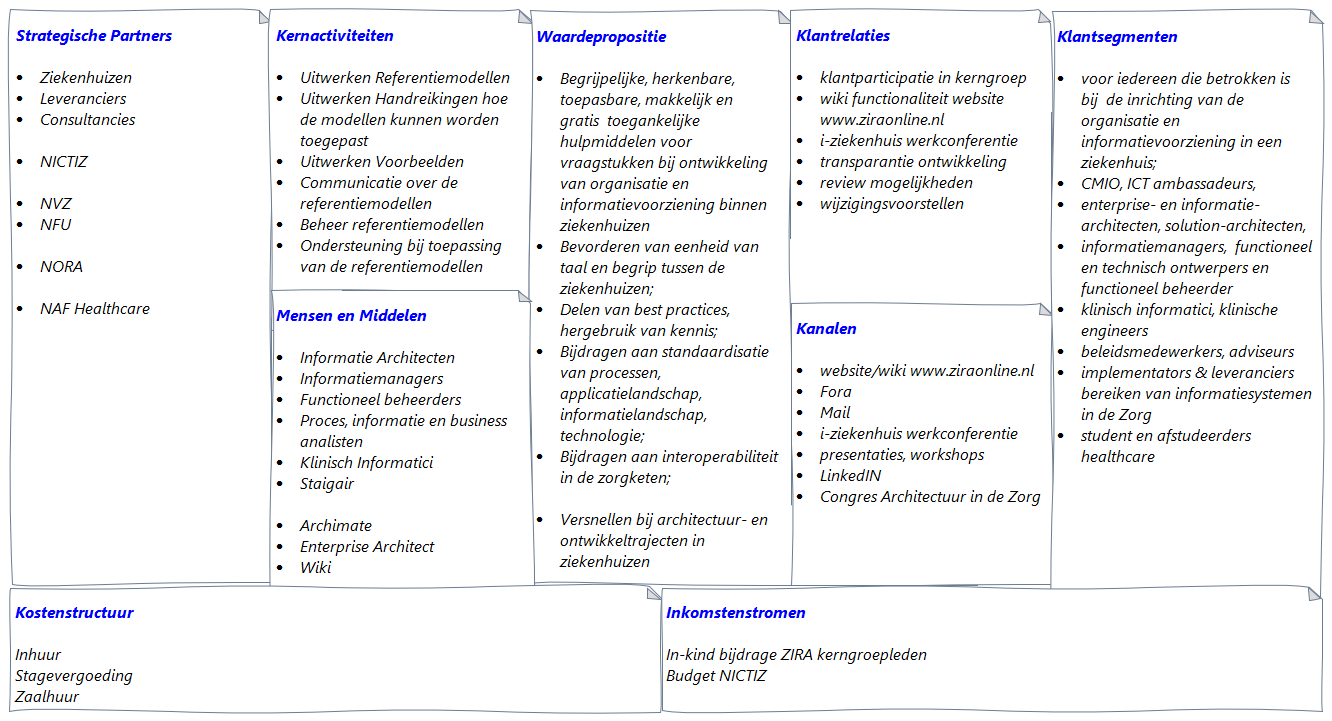 Strategische Partners
• Ziekenhuizen
• Leveranciers
• Consultancies
• NICTIZ
• NVZ
• NFU
• NORA
• NAF Healthcare
Kernactiviteiten
• Uitwerken Referentiemodellen
• Uitwerken Handreikingen hoe
de modellen kunnen worden
toegepast
• Uitwerken Voorbeelden
• Communicatie over de
referentiemodellen
• Beheer referentiemodellen
• Ondersteuning bij toepassing
van de referentiemodellen
Mensen en Middelen
• Informatie Architecten
• Informatiemanagers
• Functioneel beheerders
• Proces, informatie en business
analisten
• Klinisch Informatici
• Staigair
• Archimate
• Enterprise Architect
• Wiki
Waardepropositie
• Begrijpelijke, herkenbare,
toepasbare, makkelijk en
gratis toegankelijke
hulpmiddelen voor
vraagstukken bij ontwikkeling
van organisatie en
informatievoorziening binnen
ziekenhuizen
• Bevorderen van eenheid van
taal en begrip tussen de
ziekenhuizen;
• Delen van best practices,
hergebruik van kennis;
• Bijdragen aan standaardisatie
van processen,
applicatielandschap,
informatielandschap,
technologie;
• Bijdragen aan interoperabiliteit
in de zorgketen;
• Versnellen bij architectuur- en
ontwikkeltrajecten in
ziekenhuizen
Klantrelaties
• klantparticipatie in kerngroep
• wiki functionaliteit website
www.ziraonline.nl
• i-ziekenhuis werkconferentie
• transparantie ontwikkeling
• review mogelijkheden
• wijzigingsvoorstellen
Kanalen
• website/wiki www.ziraonline.nl
• Fora
• Mail
• i-ziekenhuis werkconferentie
• presentaties, workshops
• LinkedIN
• Congres Architectuur in de Zorg
Klantsegmenten
• voor iedereen die betrokken is
bij de inrichting van de
organisatie en
informatievoorziening in een
ziekenhuis;
• CMIO, ICT ambassadeurs,
• enterprise- en informatie-
architecten, solution-architecten,
• informatiemanagers, functioneel
en technisch ontwerpers en
functioneel beheerder
• klinisch informatici, klinische
engineers
• beleidsmedewerkers, adviseurs
• implementators & leveranciers
bereiken van informatiesystemen
in de Zorg
• student en afstudeerders
healthcare
Kostenstructuur
Inhuur
Stagevergoeding
Zaalhuur
Inkomstenstromen
In-kind bijdrage ZIRA kerngroepleden
Budget NICTIZ